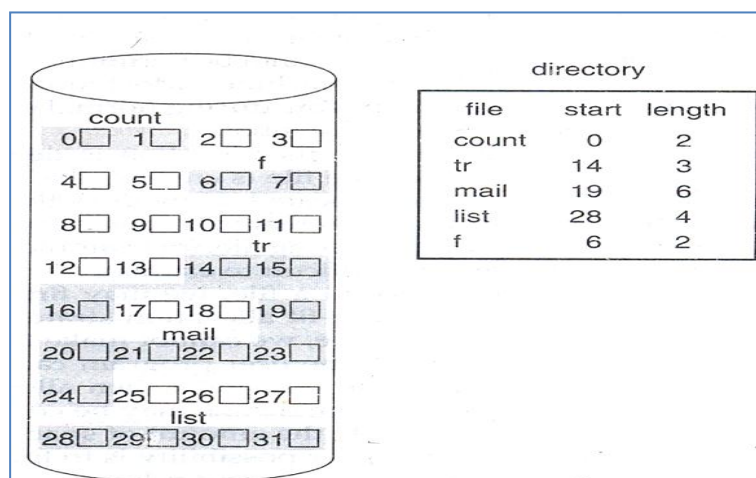 count
0 1 2 3
f
4 5 6 7
8 9 10 11
tr
12 13 14 15
16 17 18 19
mail
20 21 22 23
24 25 26 27
list
28 29 30 31
directory
file start length
count 0 2
tr 14 3
mail 19 6
list 28 4
f 6 2